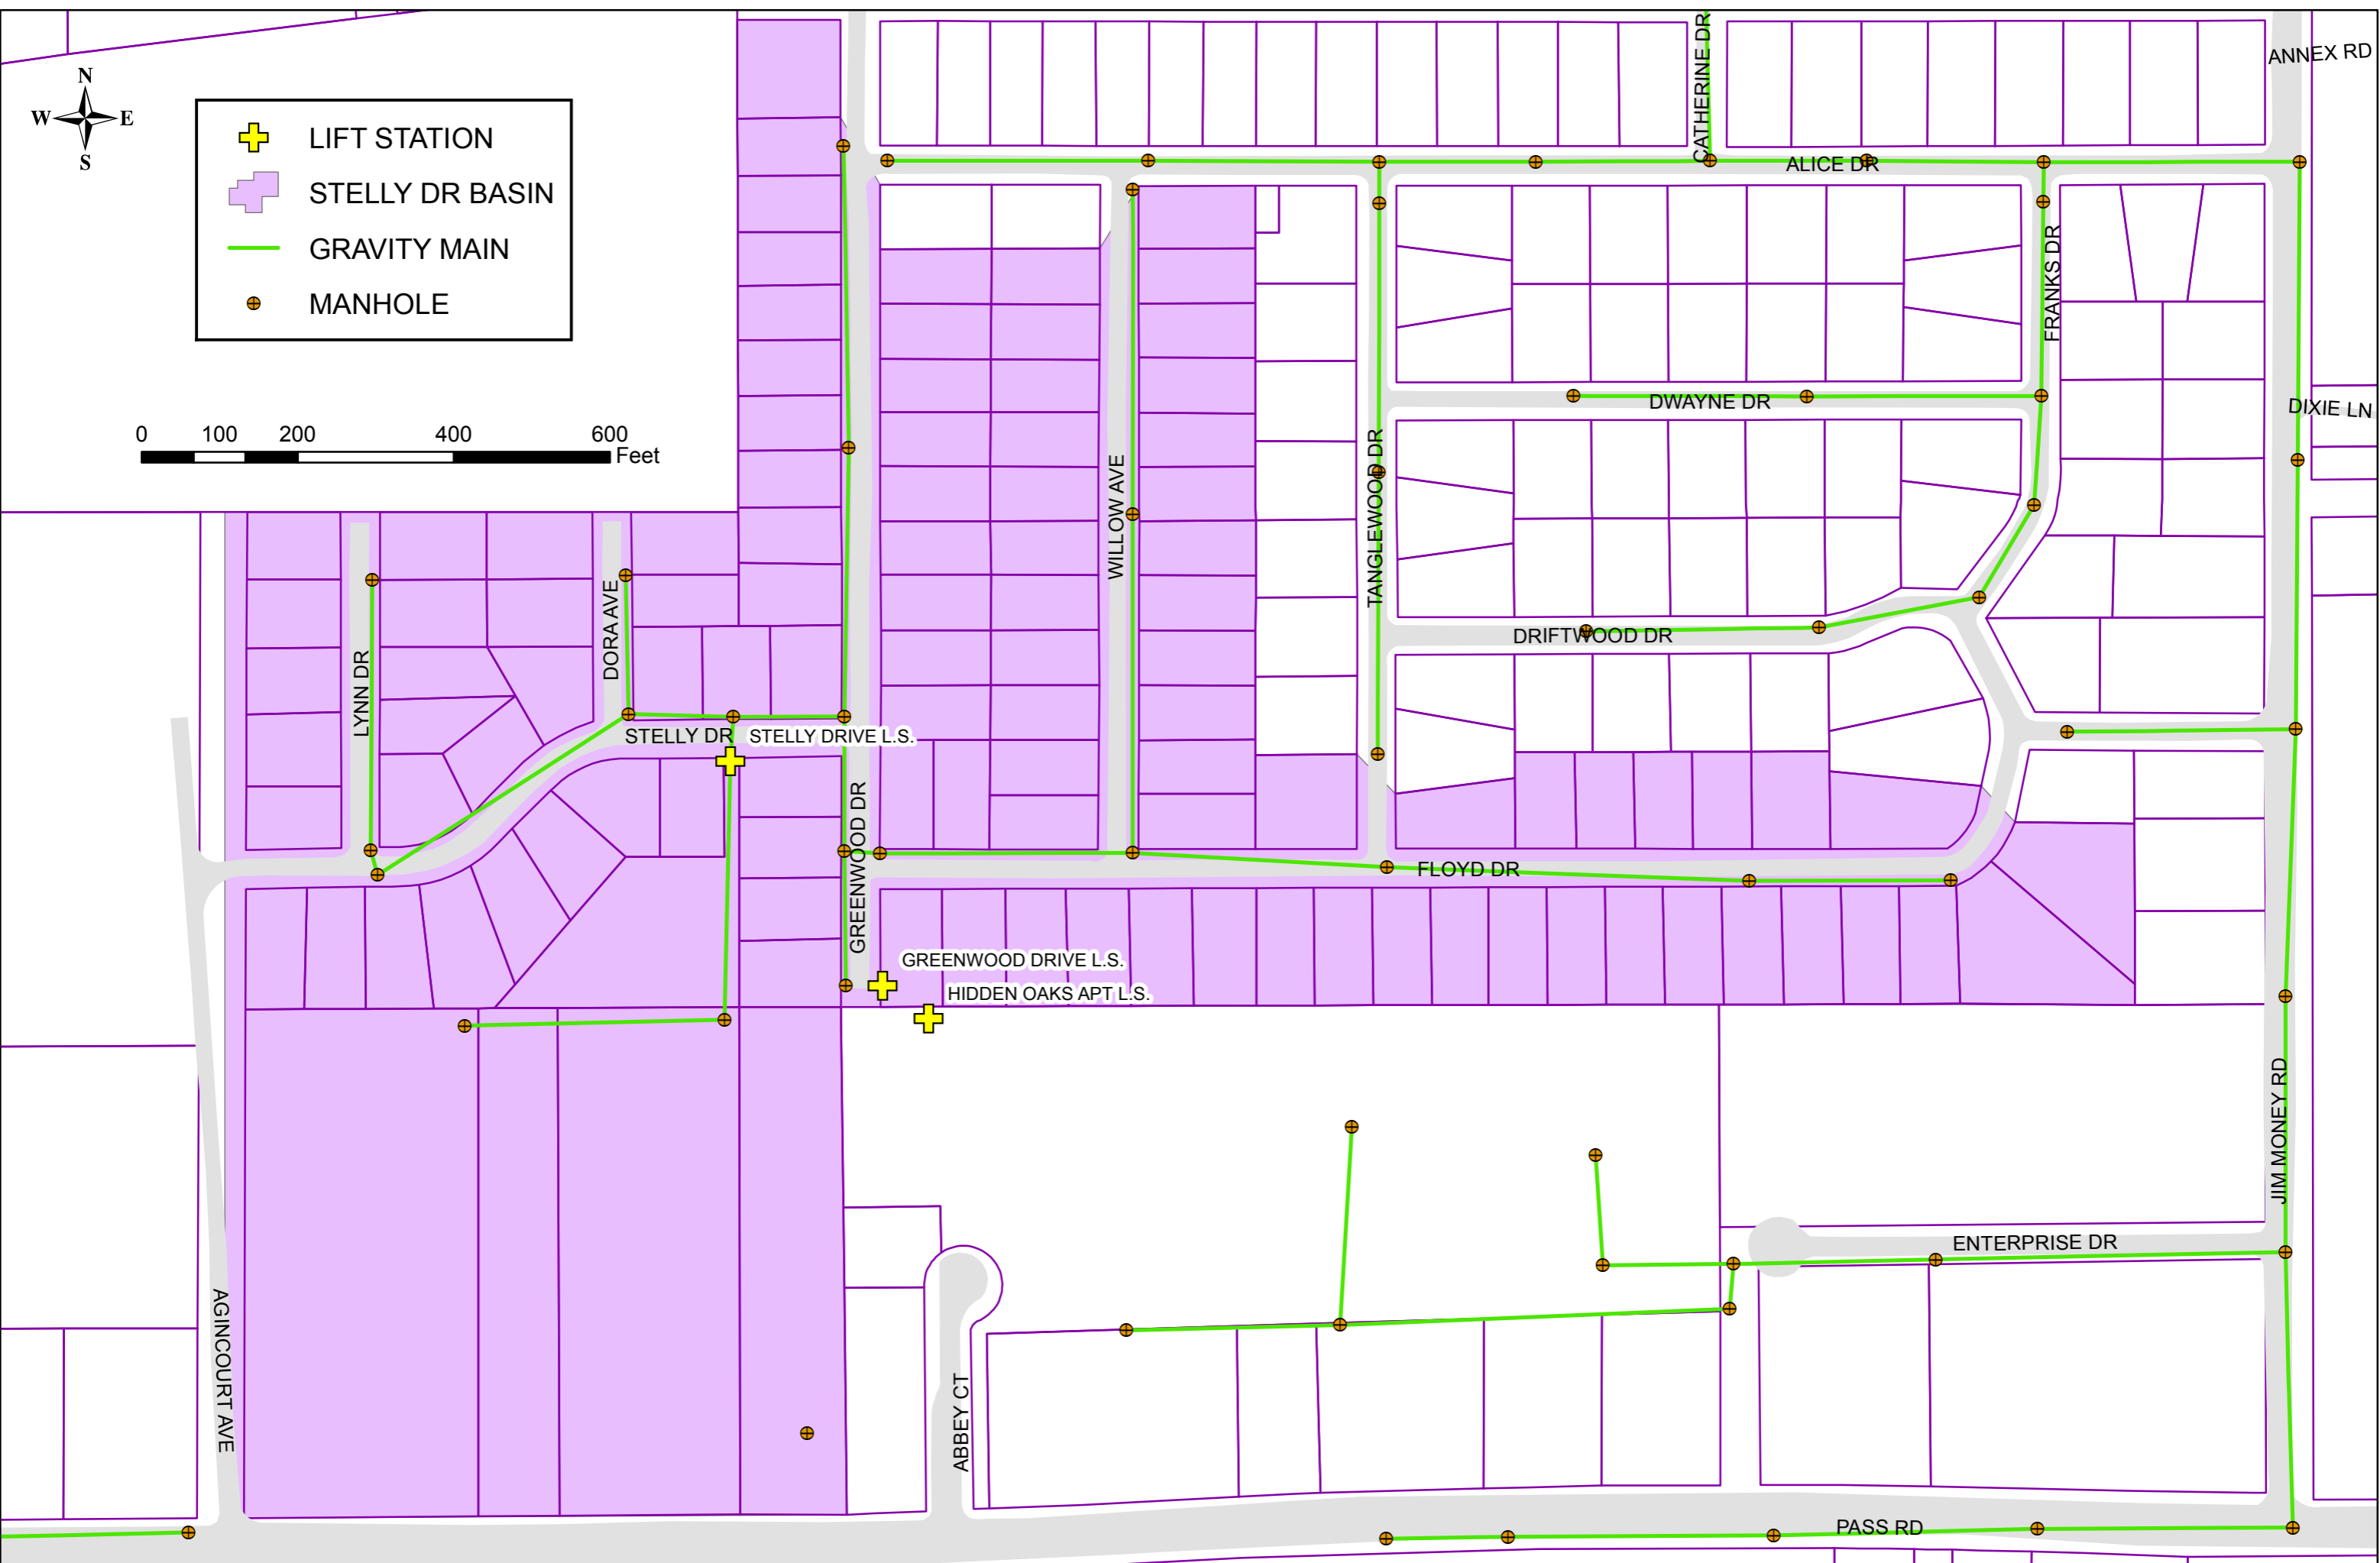 N
W E
S
LIFT STATION
STELLY DR BASIN
GRAVITY MAIN
MANHOLE
0 100 200 400 600
Feet
CATHERINE DR
ANNEX RD
ALICE DR
FRANKS DR
DWAYNE DR
DIXIE LN
TANGLEWOOD DR
WILLOW AVE
DORA AVE
LYNN DR
DRIFTWOOD DR
STELLY DR
STELLY DRIVE L.S.
GREENWOOD DR
FLOYD DR
GREENWOOD DRIVE L.S.
HIDDEN OAKS APT L.S.
JIM MONEY RD
ENTERPRISE DR
AGINCOURT AVE
ABBEY CT
PASS RD